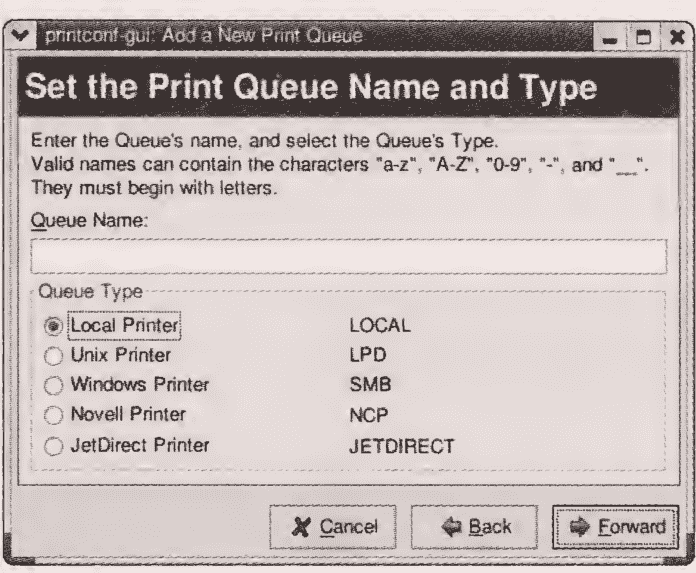 printconf-gui: Add a New Print Queue
Set the Print Queue Name and Type
Enter the Queue's name, and select the Queue's Type.
Valid names can contain the characters "a-z", "A-Z", "0-9", "-", and "__".
They must begin with letters.
Queue Name:
Queue Type
Local Printer LOCAL
Unix Printer LPD
Windows Printer SMB
Novell Printer NCP
JetDirect Printer JETDIRECT
Cancel Back Forward